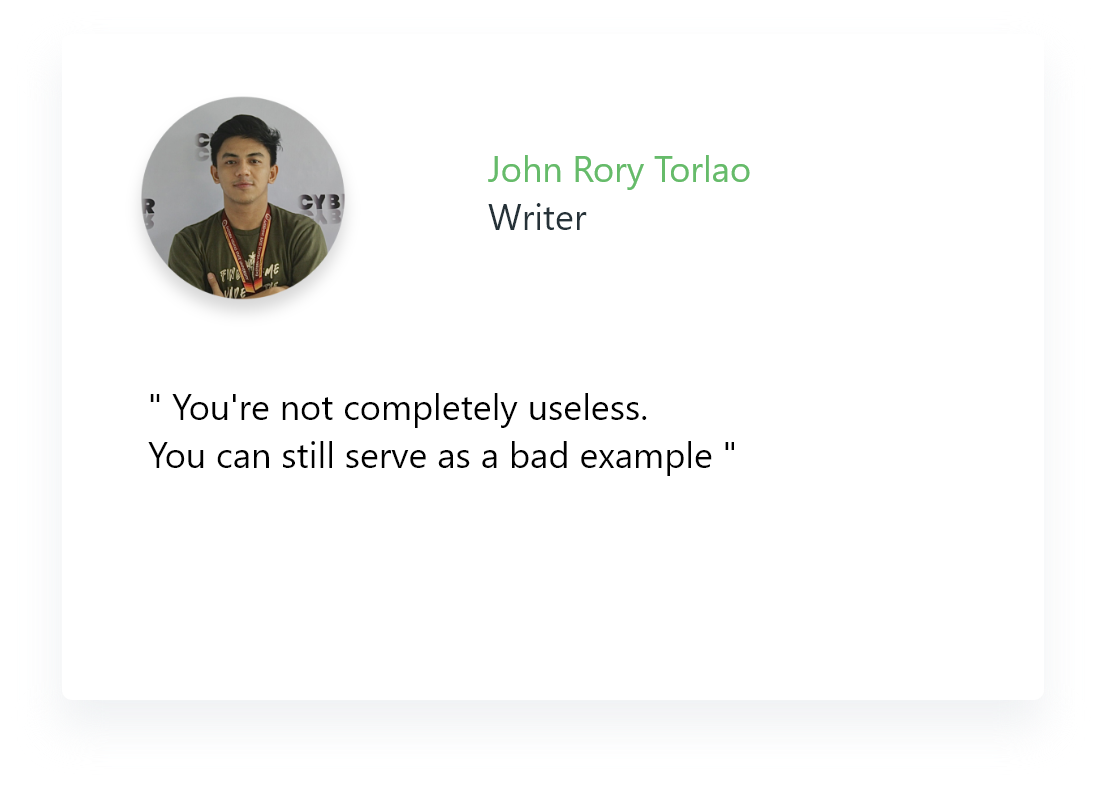 John Rory Torlao
Writer
" You're not completely useless.
You can still serve as a bad example "